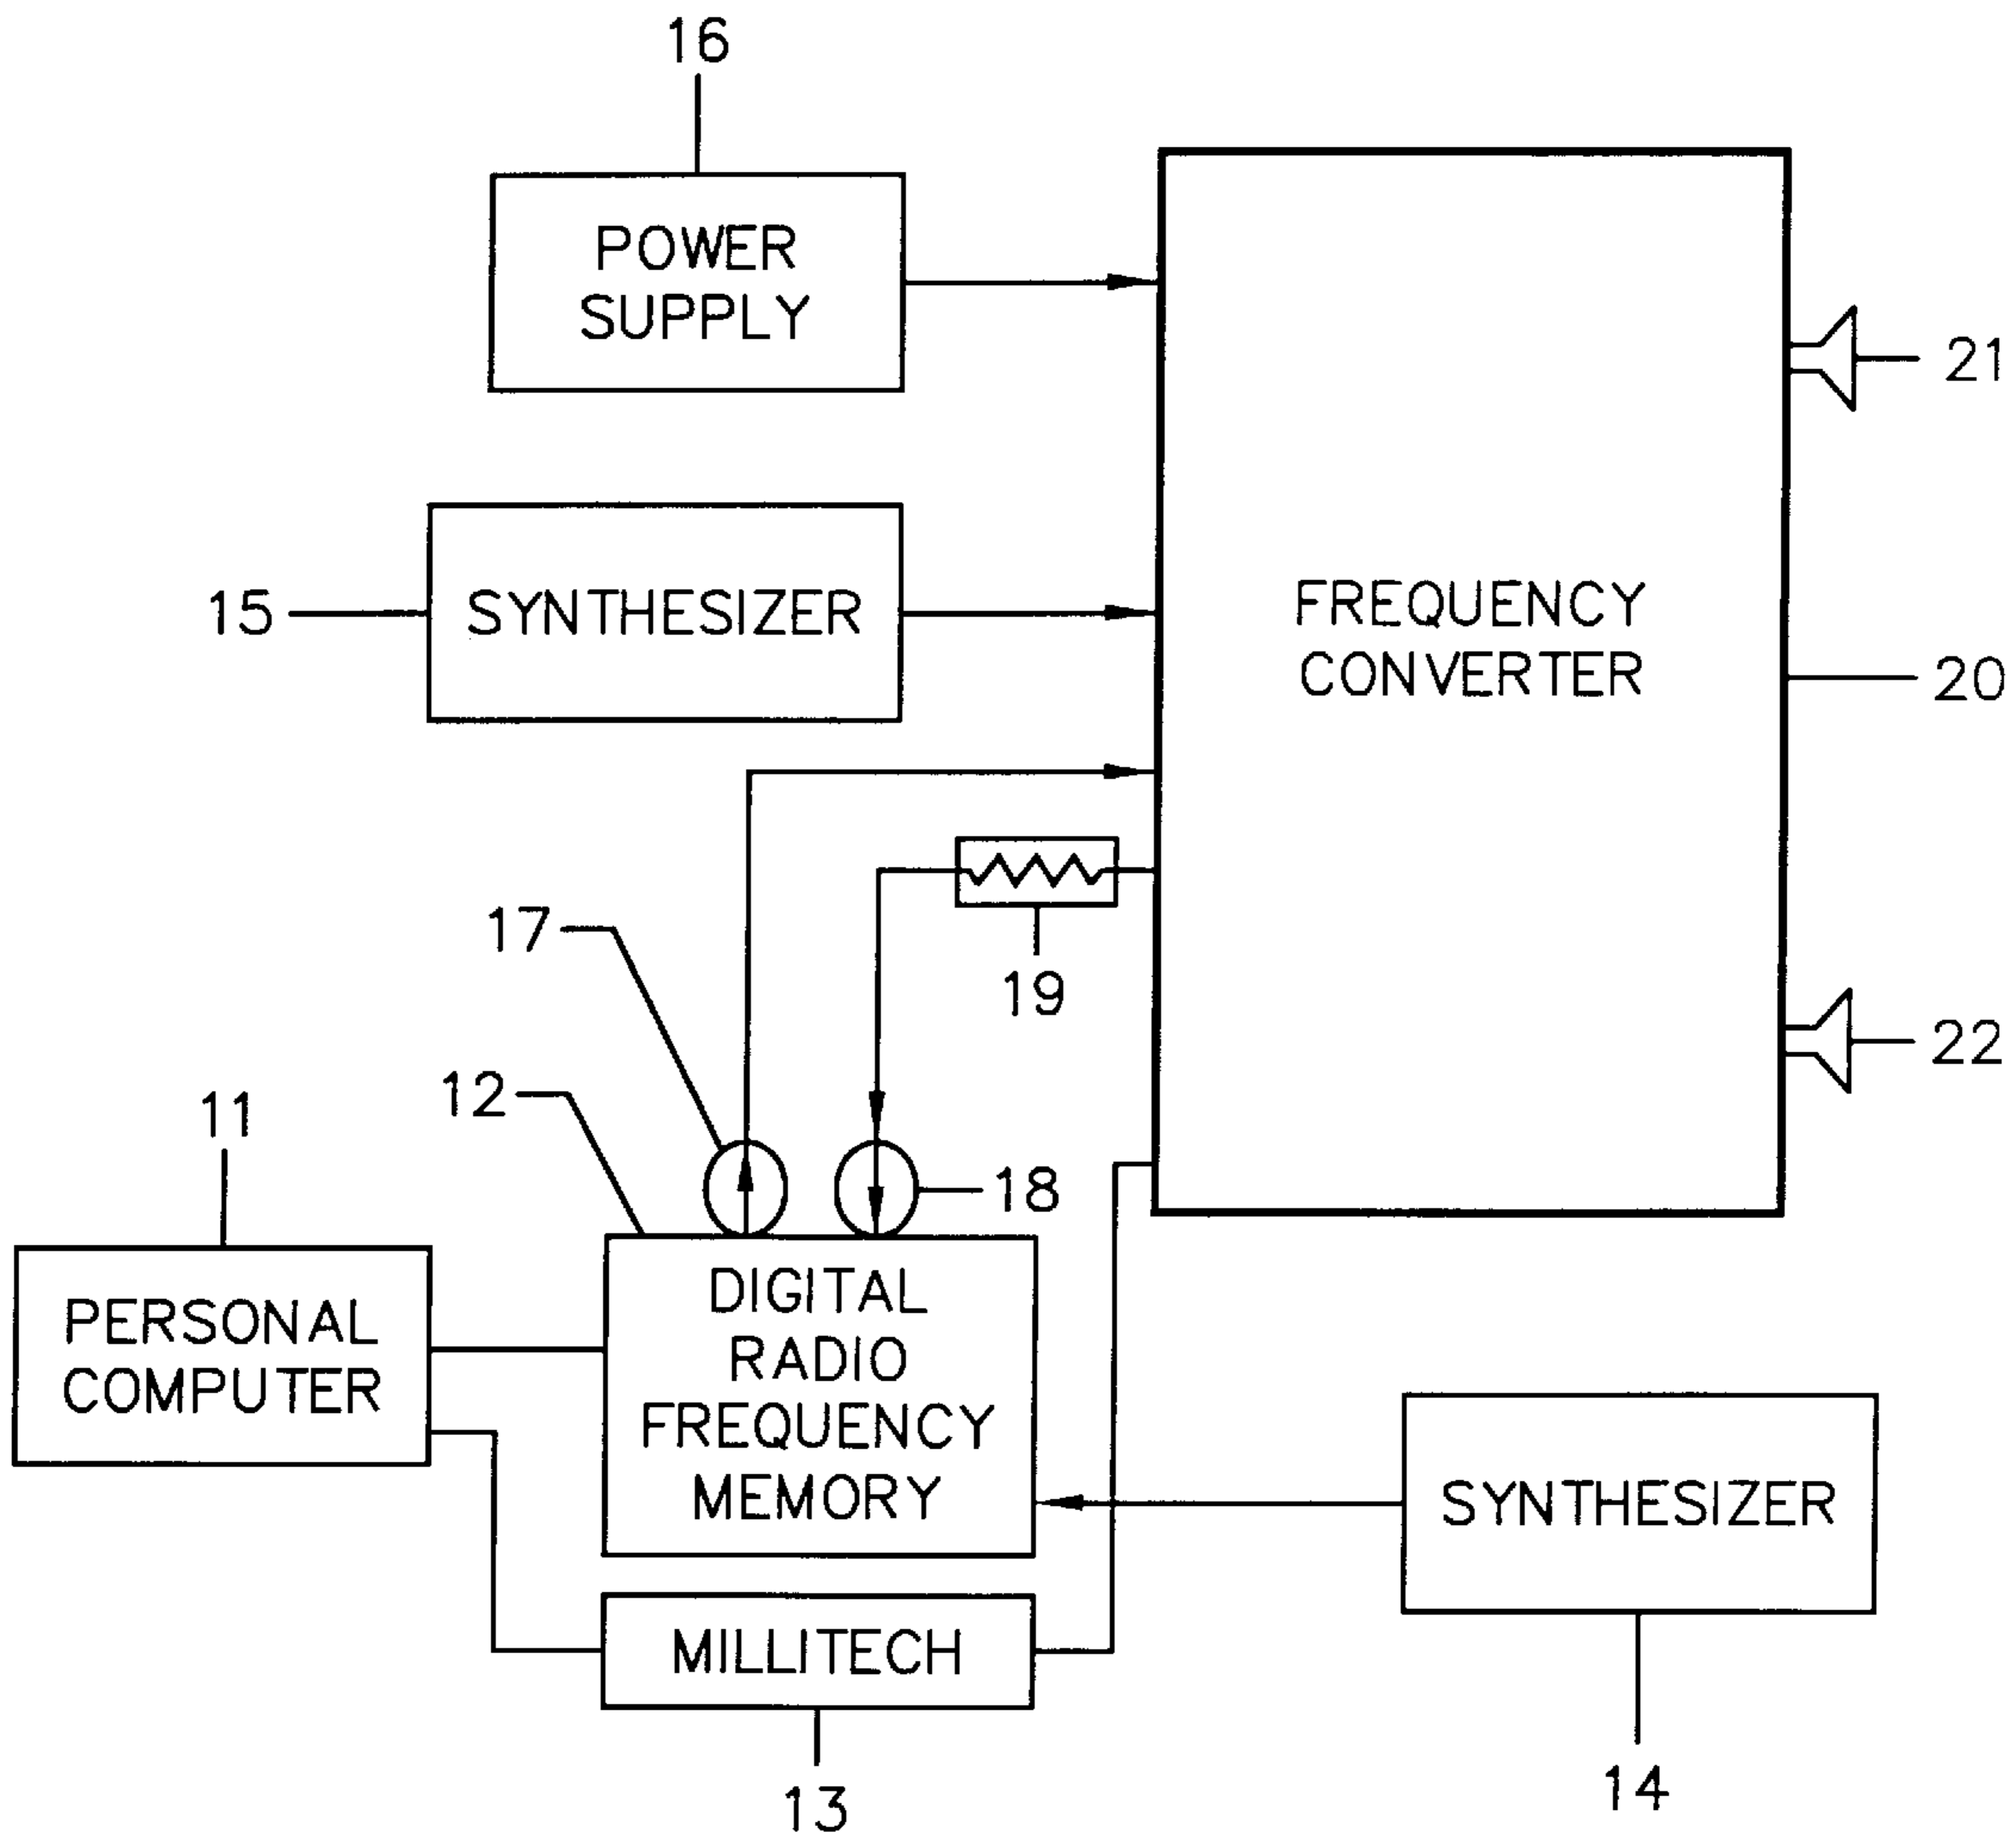 16
POWER
SUPPLY
21
15
SYNTHESIZER
FREQUENCY
CONVERTER
20
17
19
22
12
11
18
PERSONAL
COMPUTER
DIGITAL
RADIO
FREQUENCY
MEMORY
SYNTHESIZER
MILLITECH
13
14